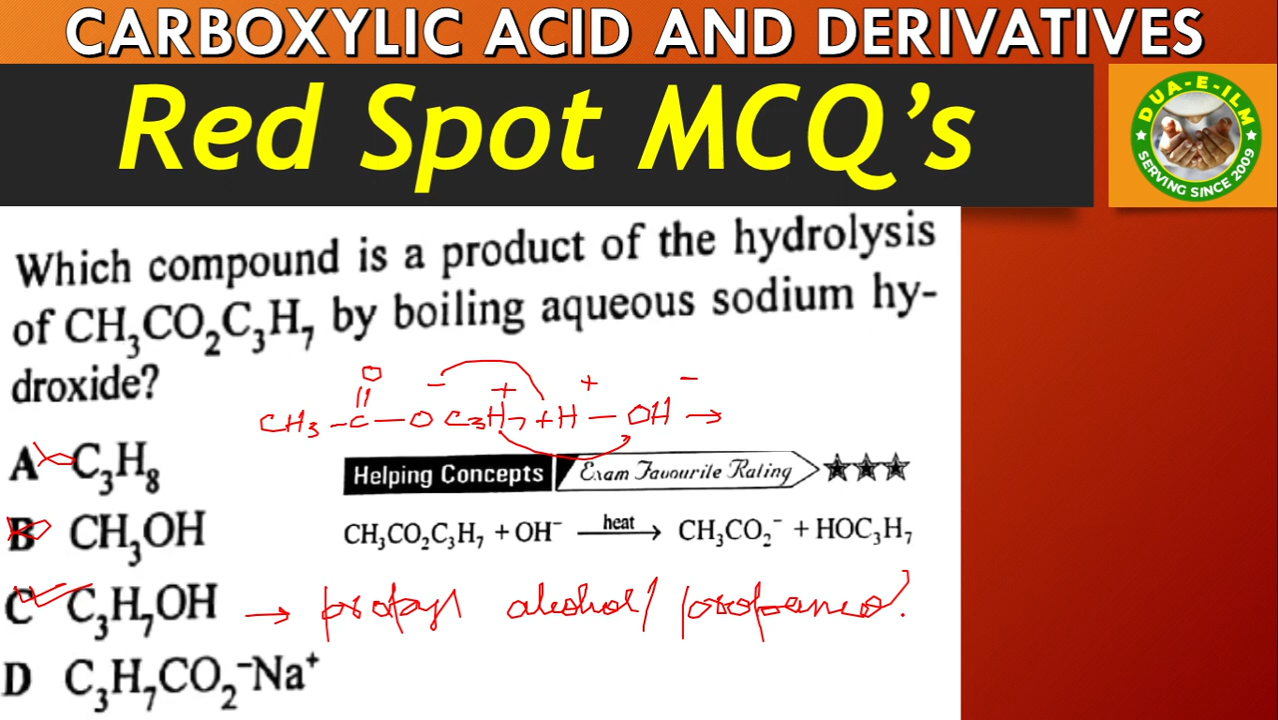 CARBOXYLIC ACID AND DERIVATIVES
Red Spot MCQ's
DUA-E-ILM
SERVING SINCE 2009
Which compound is a product of the hydrolysis
of CH₃CO₂C₃H₇ by boiling aqueous sodium hy-
droxide?
O
− + + −
CH₃ - C - O C₃H₇ + H - OH →
A C₃H₈
Helping Concepts Exam Favourite Rating
B CH₃OH
CH₃CO₂C₃H₇ + OH⁻ heat → CH₃CO₂⁻ + HOC₃H₇
C C₃H₇OH → propyl alcohol /
D C₃H₇CO₂⁻Na⁺